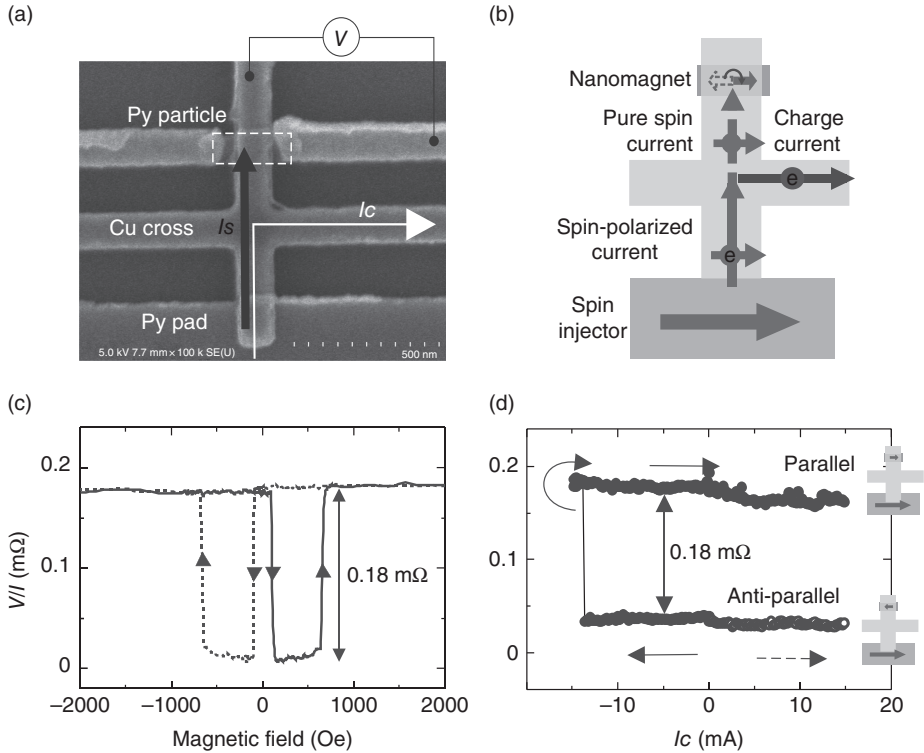 (a)
V
Py particle
Is
Ic
Cu cross
Py pad
5.0 kV 7.7 mm×100 k SE(U)
500 nm
(b)
Nanomagnet
Pure spin
current
Charge
current
e
Spin-polarized
current
e
Spin
injector
(c)
V/I (mΩ)
0.2
0.1
0
0.18 mΩ
−2000
−1000
0
1000
2000
Magnetic field (Oe)
(d)
0.2
0.1
0
Parallel
0.18 mΩ
Anti-parallel
−10
0
10
20
Ic (mA)